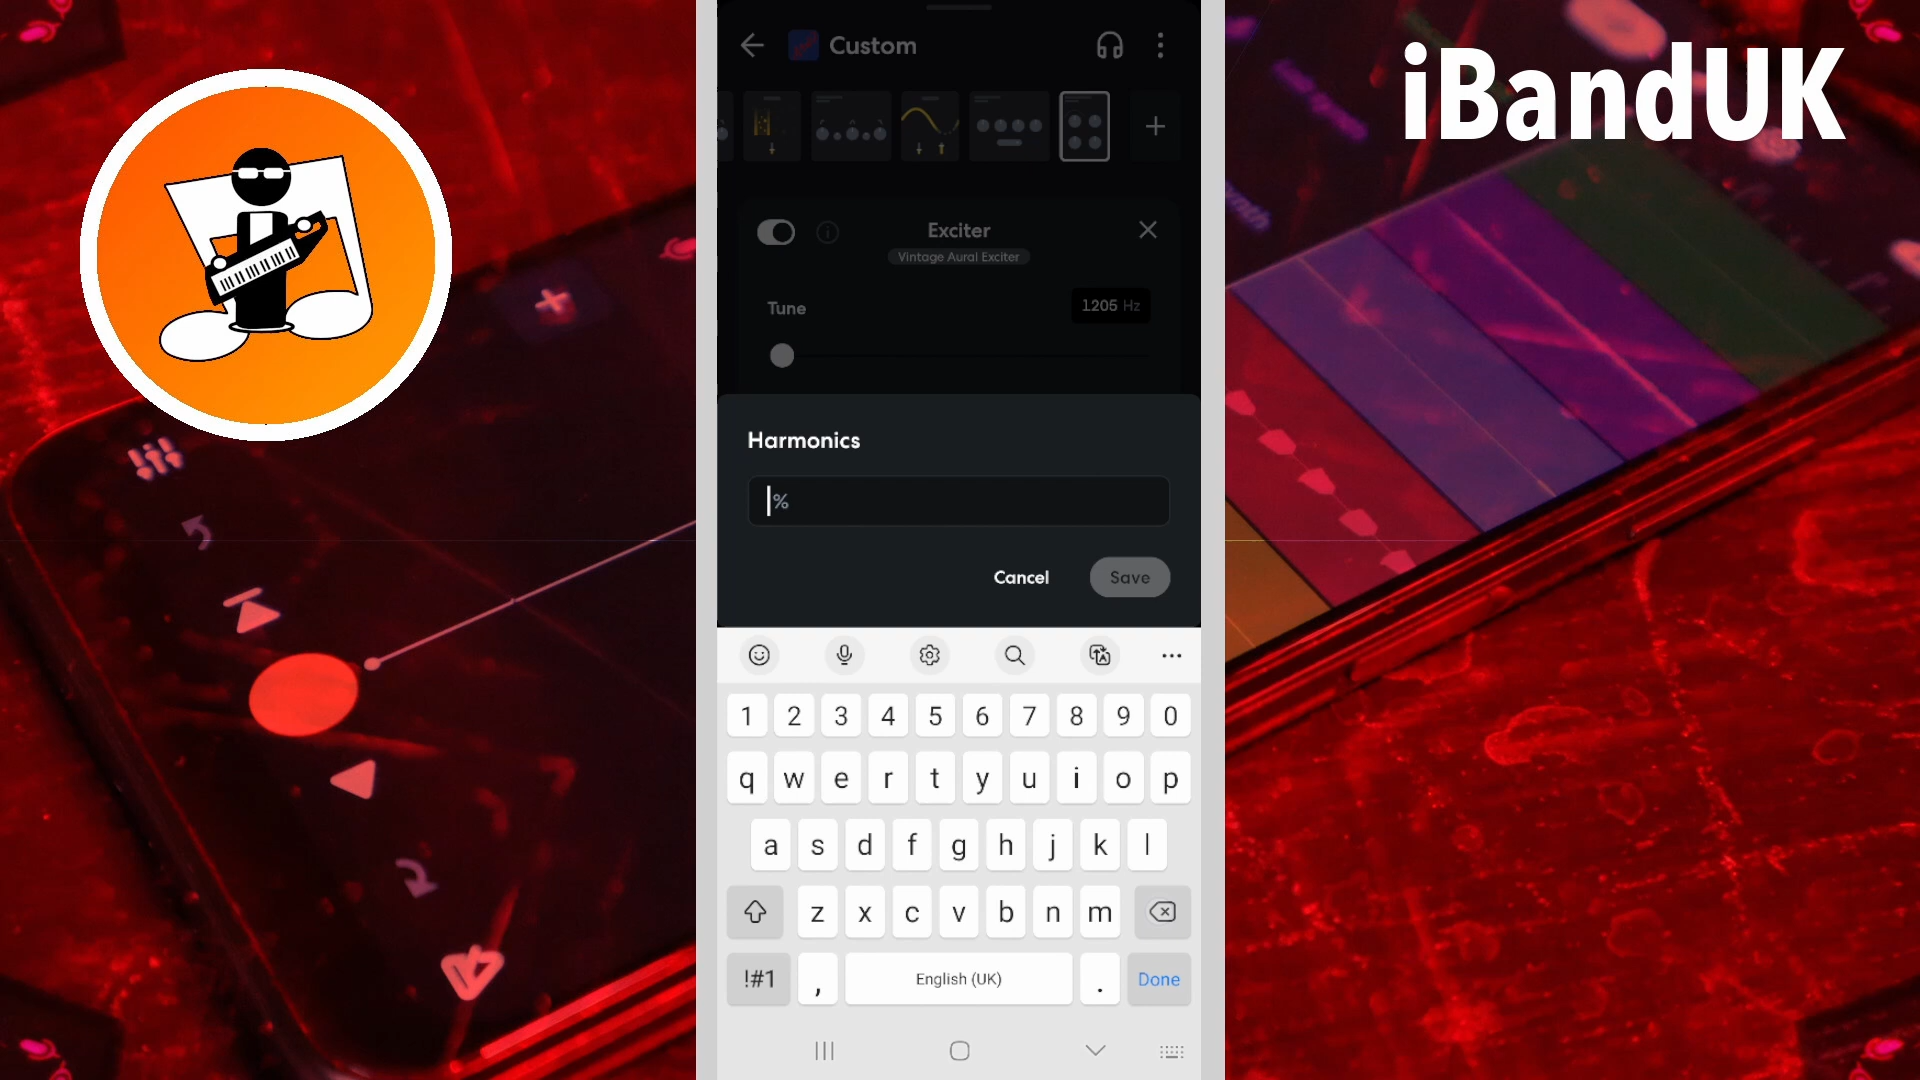 iBandUK
Custom
Exciter
Vintage Aural Exciter
Tune
1205 Hz
Harmonics
%
Cancel
Save
1 2 3 4 5 6 7 8 9 0
q w e r t y u i o p
a s d f g h j k l
z x c v b n m
!#1 , English (UK) . Done